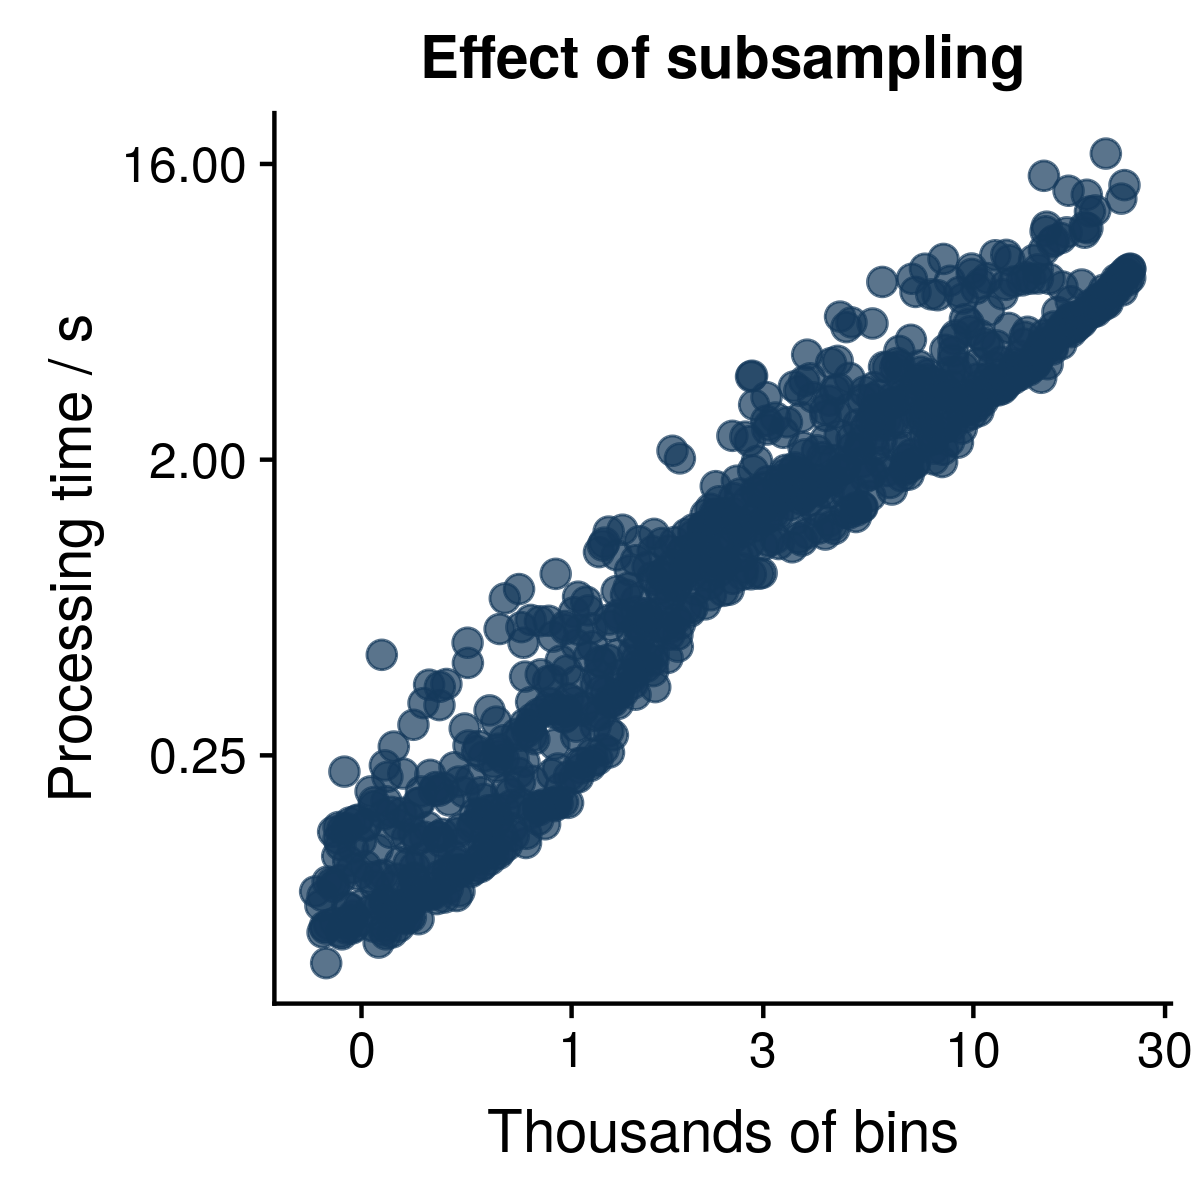 Effect of subsampling
16.00
2.00
0.25
Processing time / s
0 1 3 10 30
Thousands of bins